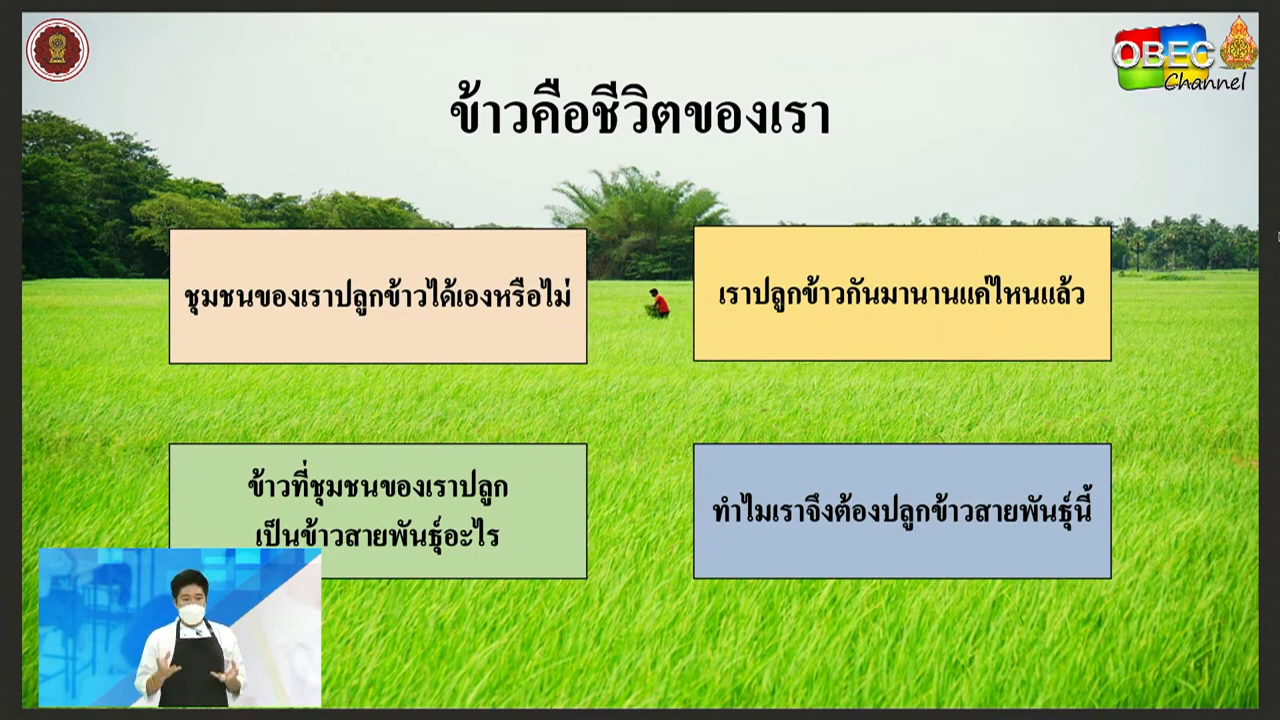 OBEC
Channel
ข้าวคือชีวิตของเรา
ชุมชนของเราปลูกข้าวได้เองหรือไม่
เราปลูกข้าวกันมานานแค่ไหนแล้ว
ข้าวที่ชุมชนของเราปลูก
เป็นข้าวสายพันธุ์อะไร
ทำไมเราจึงต้องปลูกข้าวสายพันธุ์นี้